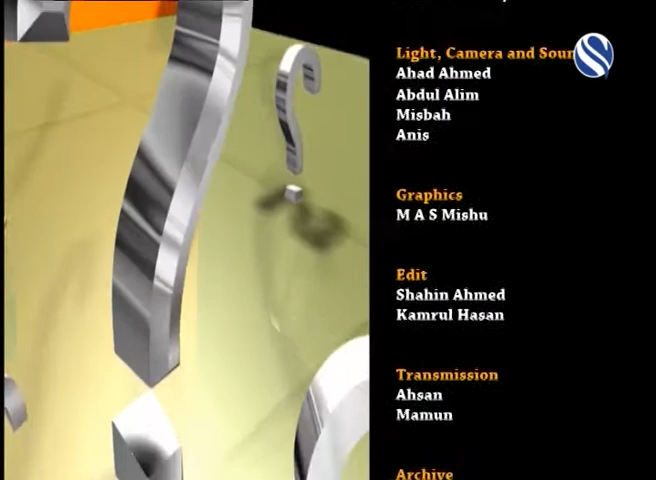 Light, Camera and Soun
Ahad Ahmed
Abdul Alim
Misbah
Anis
Graphics
M A S Mishu
Edit
Shahin Ahmed
Kamrul Hasan
Transmission
Ahsan
Mamun
Archive